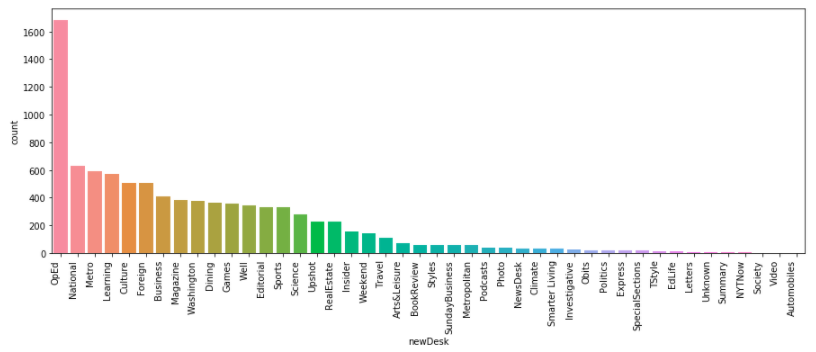 1600
1400
1200
1000
800
600
400
200
0
count
OpEd
National
Metro
Learning
Culture
Foreign
Business
Magazine
Washington
Dining
Games
Well
Editorial
Sports
Science
Upshot
RealEstate
Insider
Weekend
Travel
Arts&Leisure
BookReview
Styles
SundayBusiness
Metropolitan
Podcasts
Photo
NewsDesk
Climate
Smarter Living
Investigative
Obits
Politics
Express
SpecialSections
TStyle
EdLife
Letters
Unknown
Summary
NYTNow
Society
Video
Automobiles
newDesk